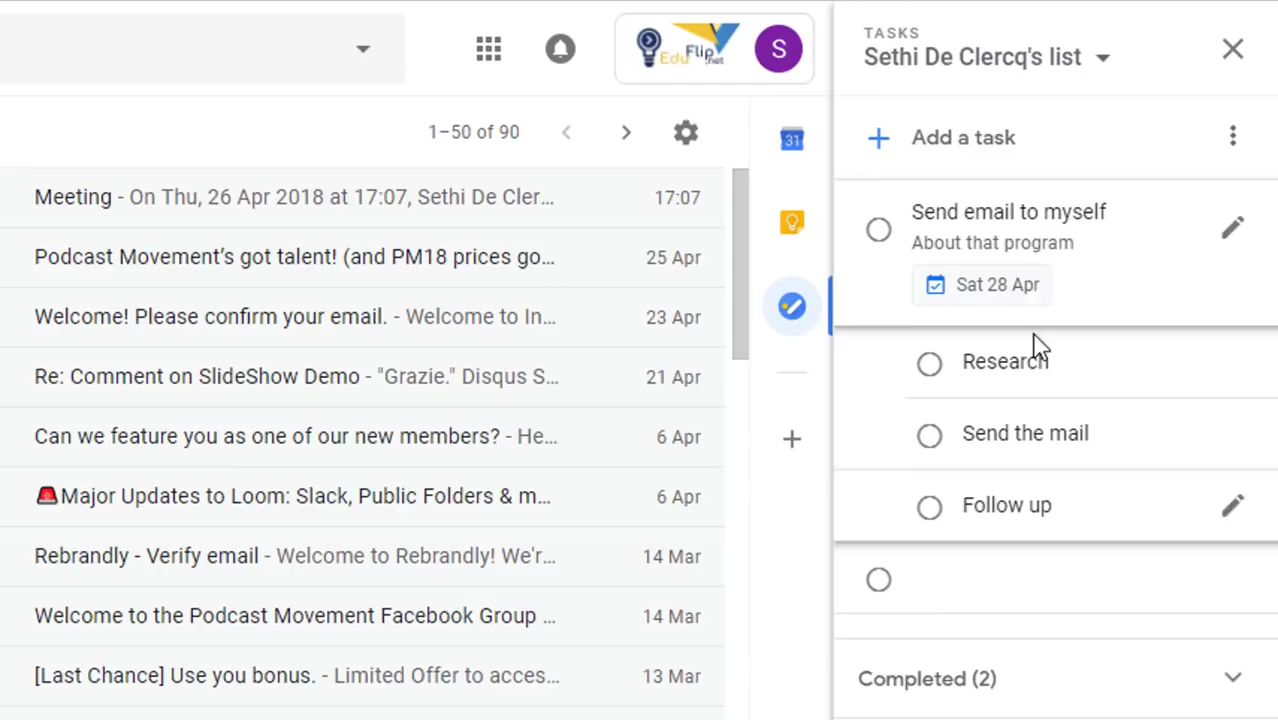 Edu Flip .net
S
1–50 of 90
Meeting - On Thu, 26 Apr 2018 at 17:07, Sethi De Cler... 17:07
Podcast Movement's got talent! (and PM18 prices go... 25 Apr
Welcome! Please confirm your email. - Welcome to In... 23 Apr
Re: Comment on SlideShow Demo - "Grazie." Disqus S... 21 Apr
Can we feature you as one of our new members? - He... 6 Apr
🚨Major Updates to Loom: Slack, Public Folders & m... 6 Apr
Rebrandly - Verify email - Welcome to Rebrandly! We'r... 14 Mar
Welcome to the Podcast Movement Facebook Group ... 14 Mar
[Last Chance] Use you bonus. - Limited Offer to acces... 13 Mar
31
TASKS
Sethi De Clercq's list
Add a task
Send email to myself
About that program
Sat 28 Apr
Research
Send the mail
Follow up
Completed (2)